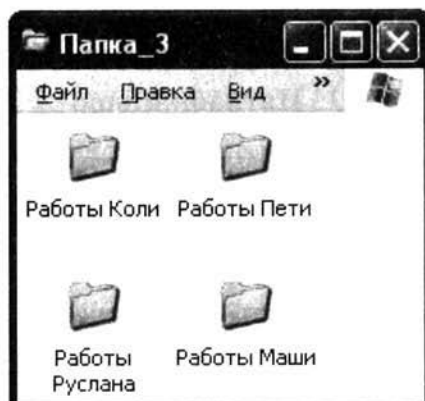 Папка_3
Файл Правка Вид »
Работы Коли Работы Пети
Работы Работы Маши
Руслана